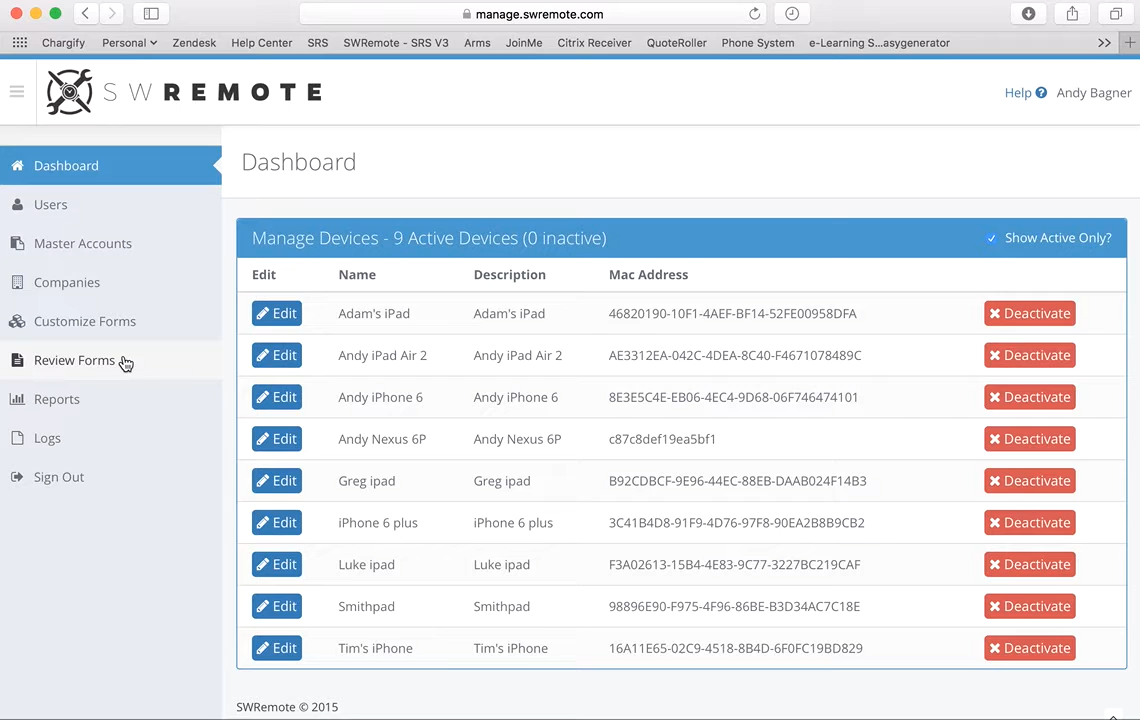 manage.swremote.com
Chargify Personal Zendesk Help Center SRS SWRemote - SRS V3 Arms JoinMe Citrix Receiver QuoteRoller Phone System e-Learning S...asygenerator
SWREMOTE
Help ? Andy Bagner
Dashboard
Users
Master Accounts
Companies
Customize Forms
Review Forms
Reports
Logs
Sign Out
Dashboard
Manage Devices - 9 Active Devices (0 inactive) Show Active Only?
Edit Name Description Mac Address
Edit Adam's iPad Adam's iPad 46820190-10F1-4AEF-BF14-52FE00958DFA Deactivate
Edit Andy iPad Air 2 Andy iPad Air 2 AE3312EA-042C-4DEA-8C40-F4671078489C Deactivate
Edit Andy iPhone 6 Andy iPhone 6 8E3E5C4E-EB06-4EC4-9D68-06F746474101 Deactivate
Edit Andy Nexus 6P Andy Nexus 6P c87c8def19ea5bf1 Deactivate
Edit Greg ipad Greg ipad B92CDBCF-9E96-44EC-88EB-DAAB024F14B3 Deactivate
Edit iPhone 6 plus iPhone 6 plus 3C41B4D8-91F9-4D76-97F8-90EA2B8B9CB2 Deactivate
Edit Luke ipad Luke ipad F3A02613-15B4-4E83-9C77-3227BC219CAF Deactivate
Edit Smithpad Smithpad 98896E90-F975-4F96-86BE-B3D34AC7C18E Deactivate
Edit Tim's iPhone Tim's iPhone 16A11E65-02C9-4518-8B4D-6F0FC19BD829 Deactivate
SWRemote © 2015